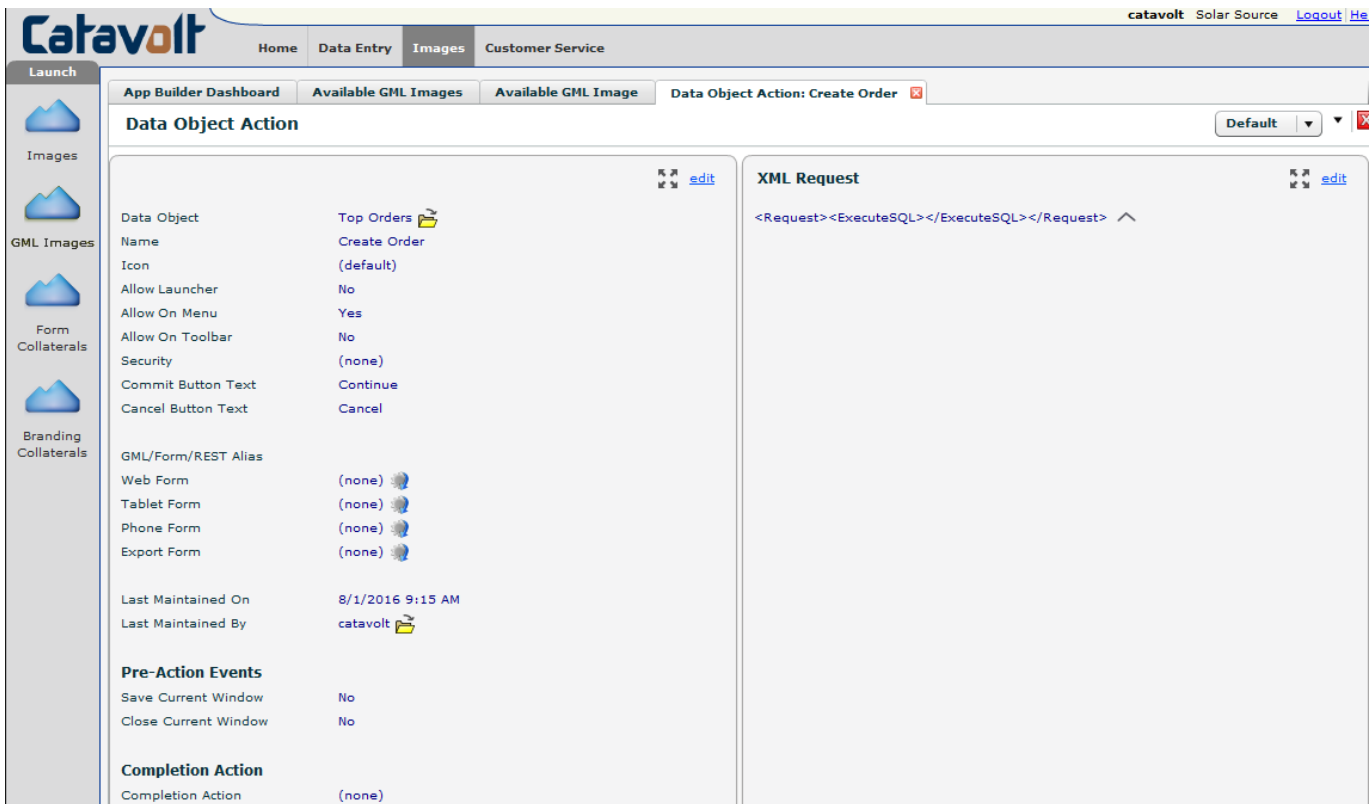 catavolt Solar Source Logout He
Catavolt
Home Data Entry Images Customer Service
Launch
Images
GML Images
Form
Collaterals
Branding
Collaterals
App Builder Dashboard Available GML Images Available GML Image Data Object Action: Create Order
Data Object Action Default
edit
Data Object Top Orders
Name Create Order
Icon (default)
Allow Launcher No
Allow On Menu Yes
Allow On Toolbar No
Security (none)
Commit Button Text Continue
Cancel Button Text Cancel
GML/Form/REST Alias
Web Form (none)
Tablet Form (none)
Phone Form (none)
Export Form (none)
Last Maintained On 8/1/2016 9:15 AM
Last Maintained By catavolt
Pre-Action Events
Save Current Window No
Close Current Window No
Completion Action
Completion Action (none)
XML Request edit
<Request><ExecuteSQL></ExecuteSQL></Request>